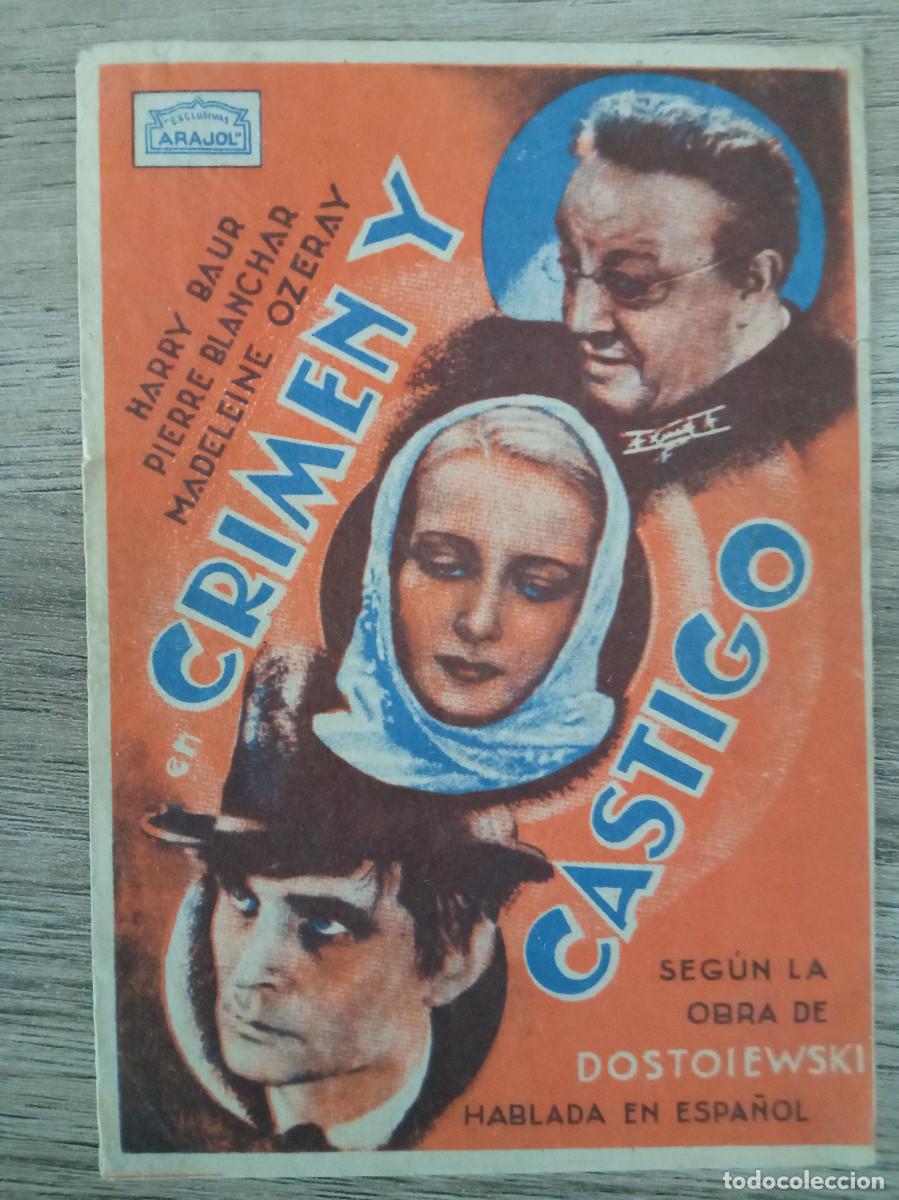 "EXCLUSIVAS
ARAJOL"
HARRY BAUR
PIERRE BLANCHAR
MADELEINE OZERAY
en
CRIMEN Y
CASTIGO
SEGÚN LA
OBRA DE
DOSTOIEWSKI
HABLADA EN ESPAÑOL
todocoleccion